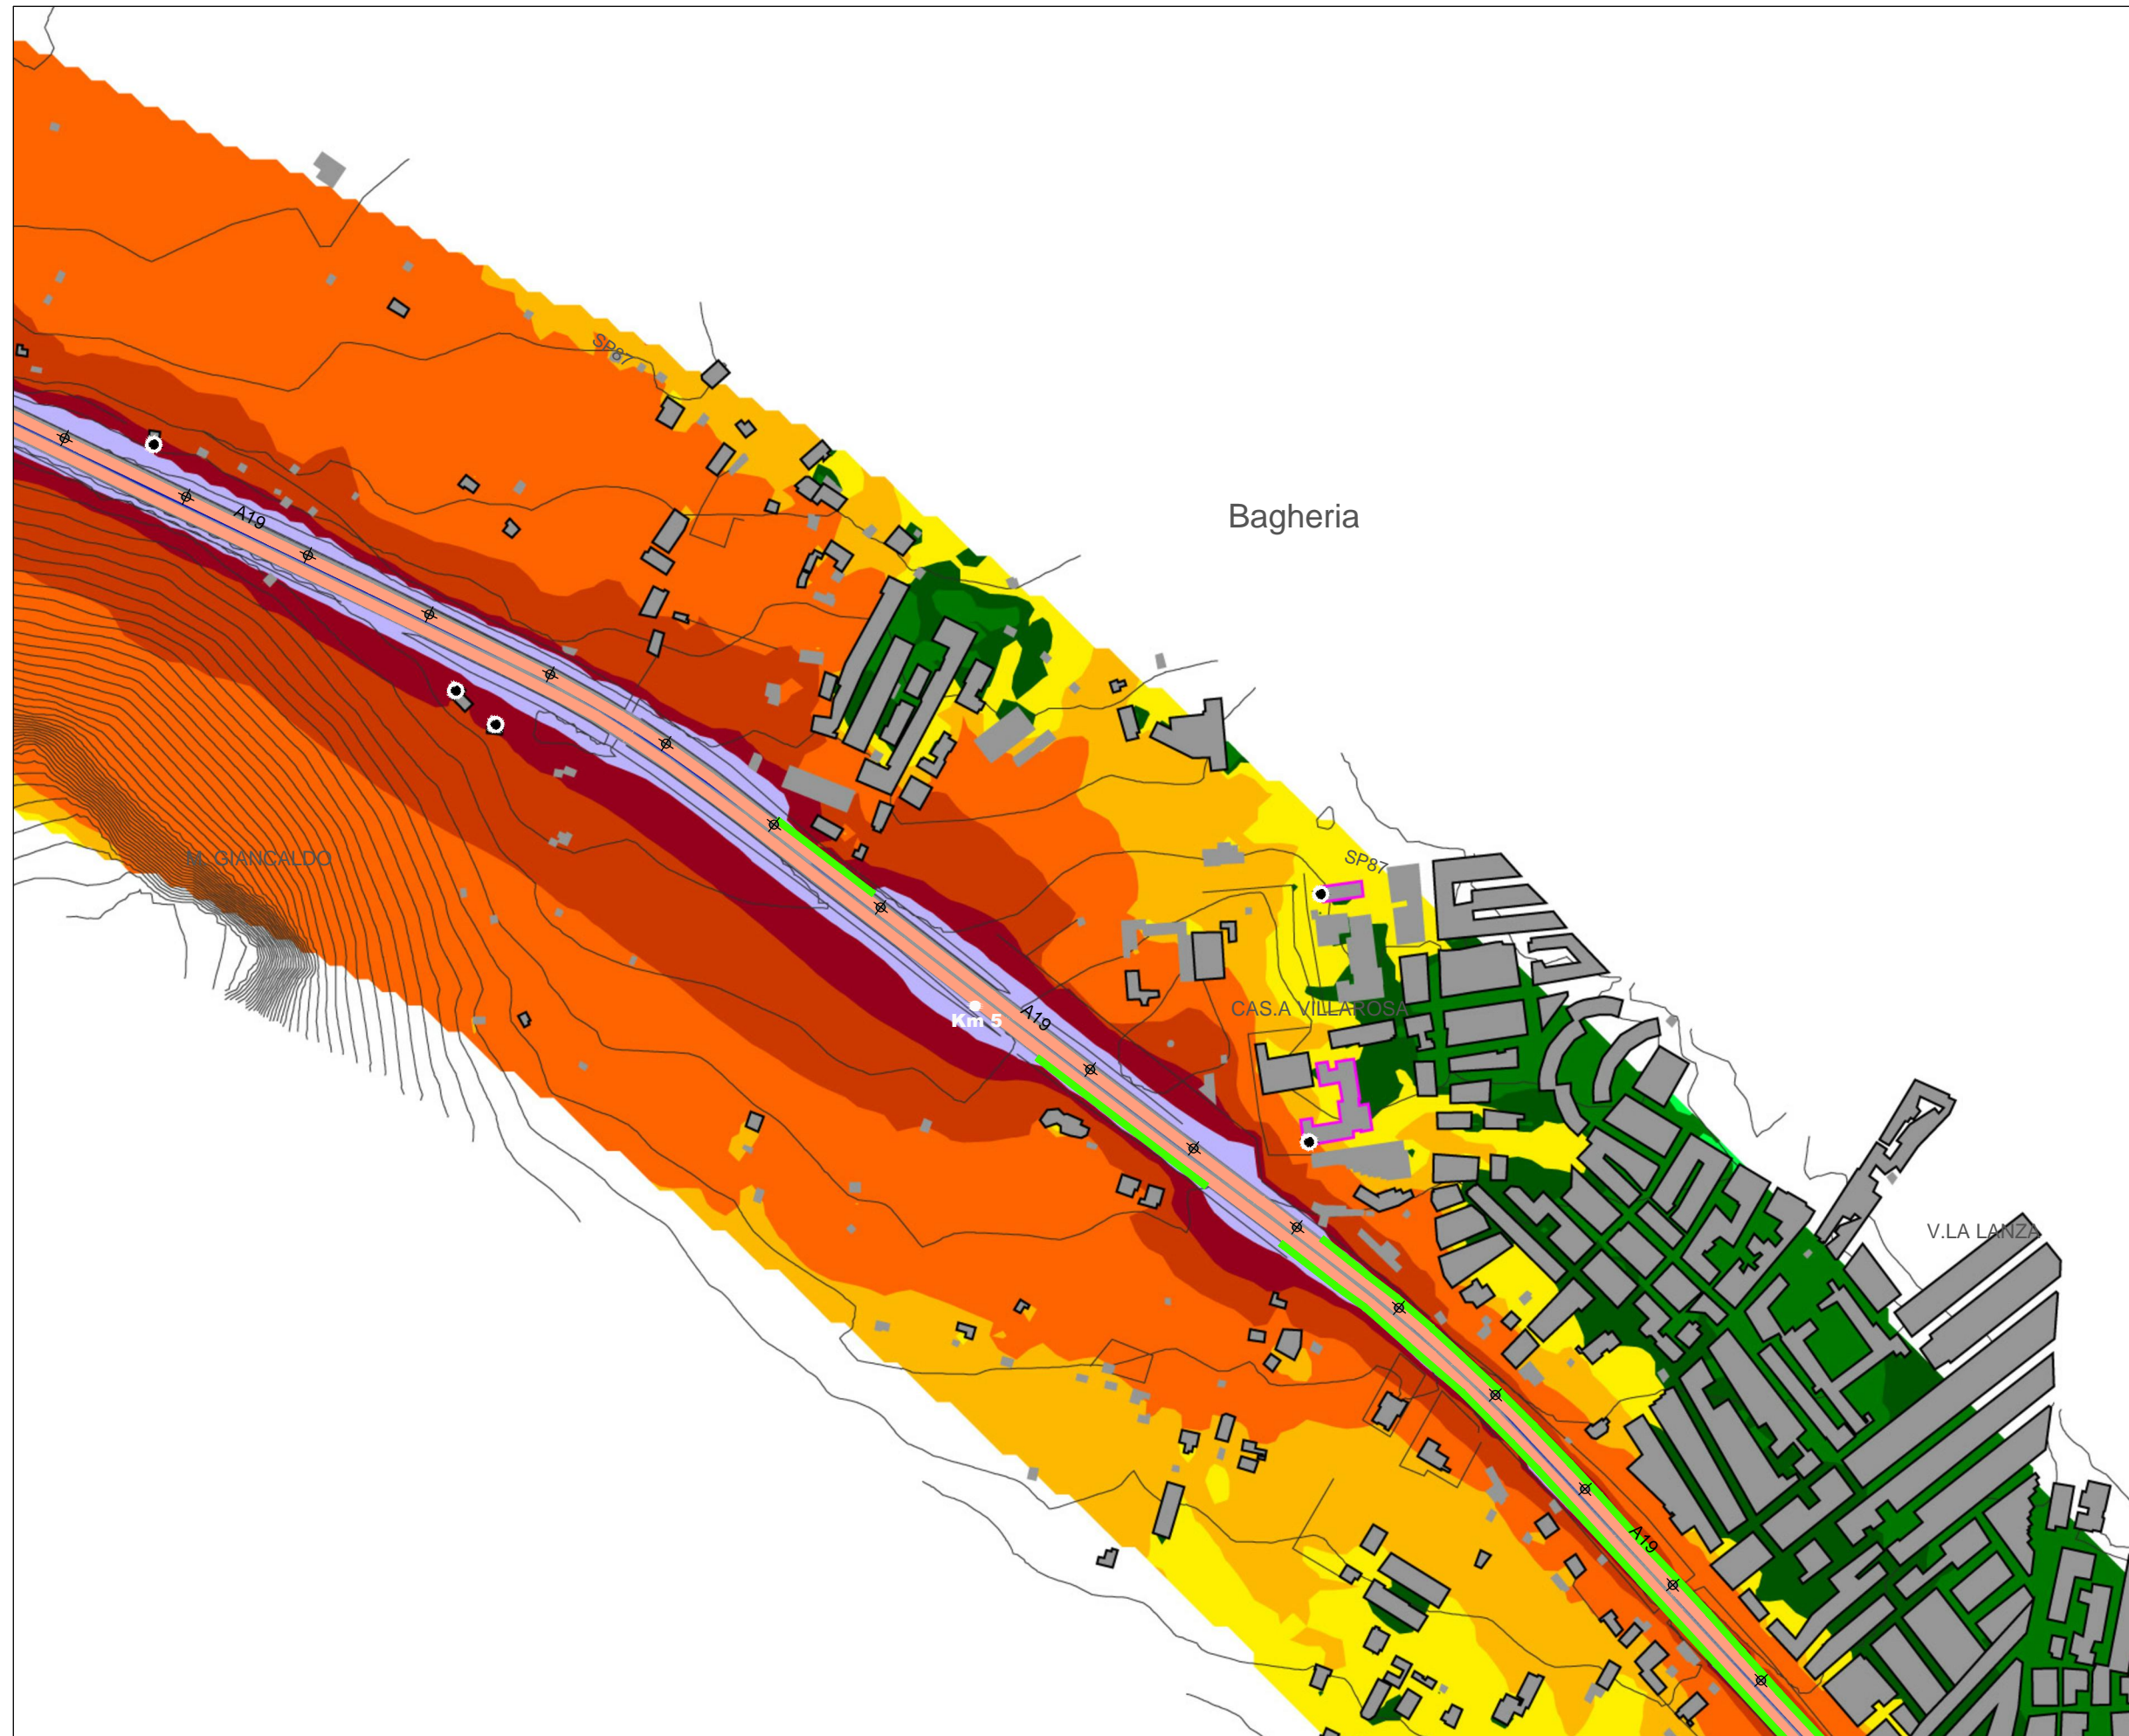 SP87
A19
Bagheria
M. GIANCALDO
SP87
CAS.A VILLAROSA
Km 5
A19
V.LA LANZA
A19